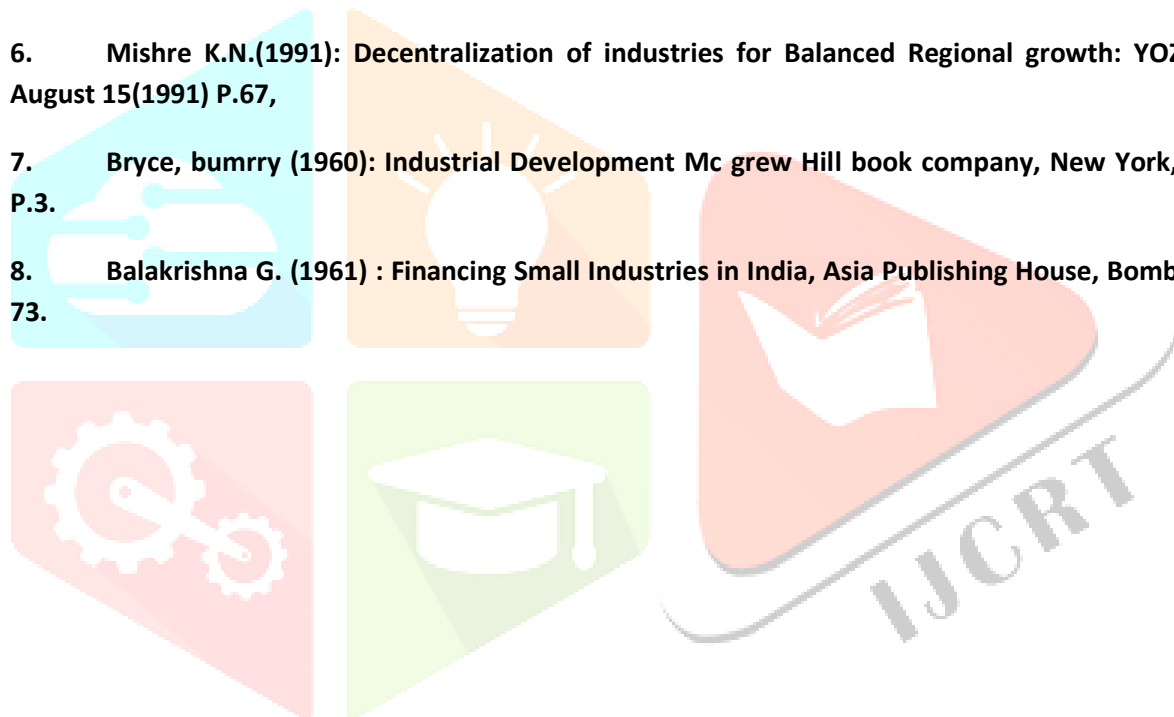 6. Mishre K.N.(1991): Decentralization of industries for Balanced Regional growth:
August 15(1991) P.67,
7. Bryce, bumrry (1960): Industrial Development Mc grew Hill book company, New York,
P.3.
8. Balakrishna G. (1961) : Financing Small Industries in India, Asia Publishing House,
73.
IJCRT